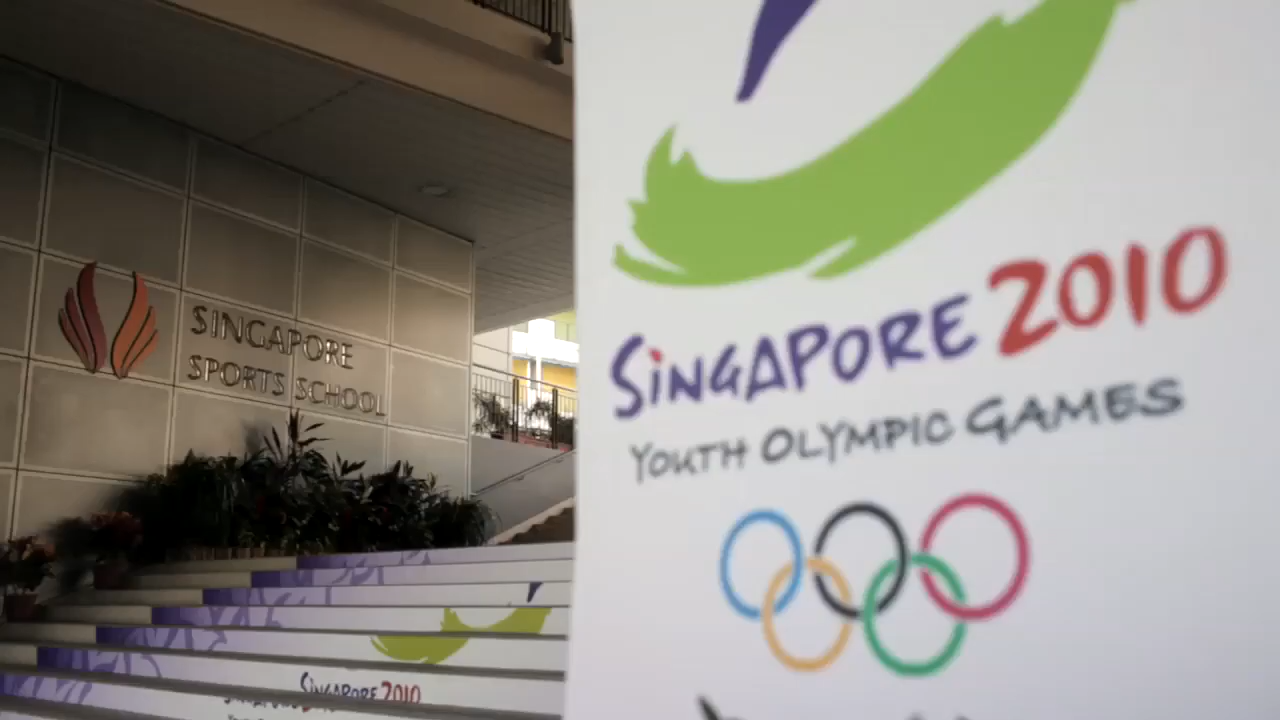 SINGAPORE
SPORTS SCHOOL
SINGAPORE 2010
YOUTH OLYMPIC GAMES
SINGAPORE 2010